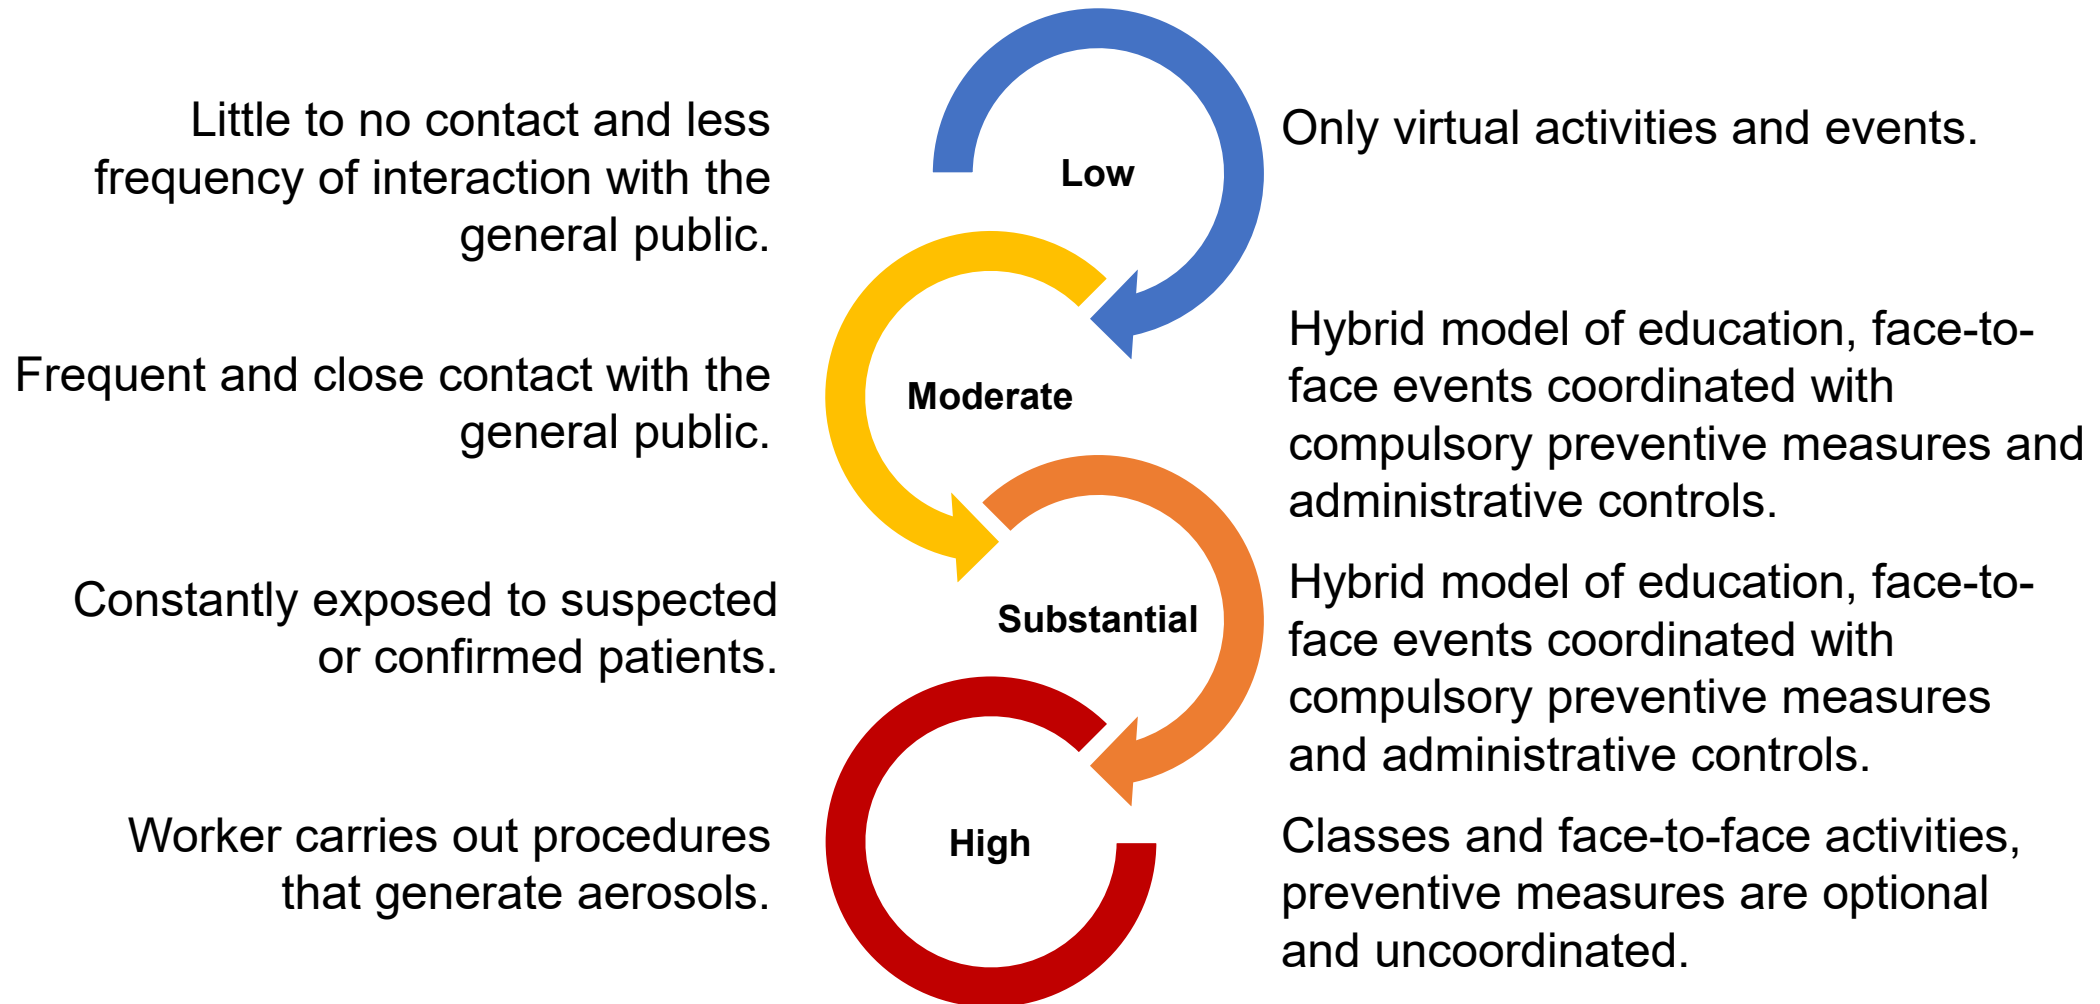 Little to no contact and less
frequency of interaction with the
general public.
Low
Only virtual activities and events.
Frequent and close contact with the
general public.
Moderate
Hybrid model of education, face-to-
face events coordinated with
compulsory preventive measures and
administrative controls.
Constantly exposed to suspected
or confirmed patients.
Substantial
Hybrid model of education, face-to-
face events coordinated with
compulsory preventive measures
and administrative controls.
Worker carries out procedures
that generate aerosols.
High
Classes and face-to-face activities,
preventive measures are optional
and uncoordinated.